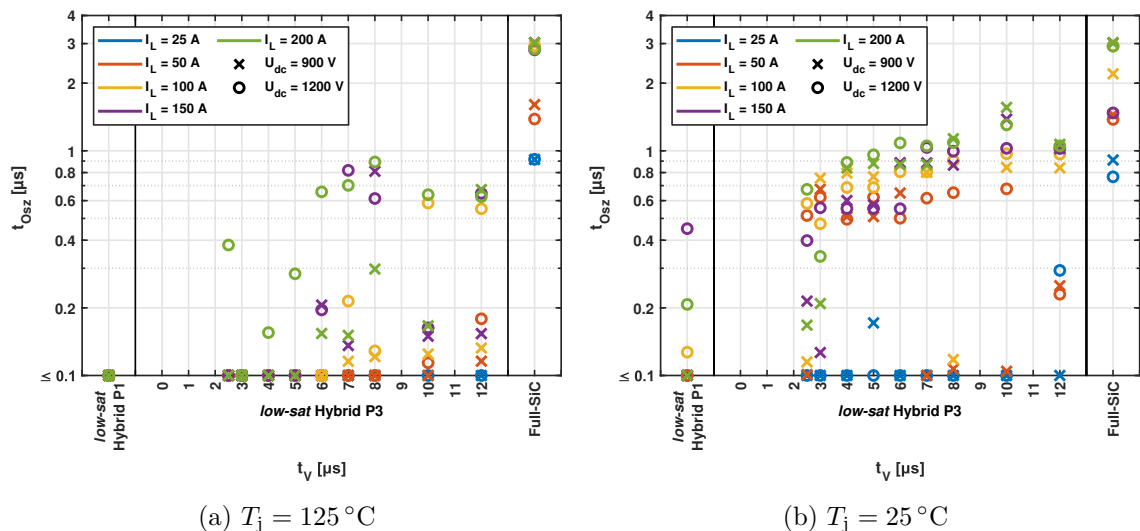 4
3
2
1
0.8
0.6
0.4
0.2
≤ 0.1
t_Osz [µs]
I_L = 25 A
I_L = 50 A
I_L = 100 A
I_L = 150 A
I_L = 200 A
U_dc = 900 V
U_dc = 1200 V
low-sat
Hybrid P1
0 1 2 3 4 5 6 7 8 9 10 11 12
low-sat Hybrid P3
Full-SiC
t_V [µs]
(a) T_j = 125 °C
4
3
2
1
0.8
0.6
0.4
0.2
≤ 0.1
t_Osz [µs]
I_L = 25 A
I_L = 50 A
I_L = 100 A
I_L = 150 A
I_L = 200 A
U_dc = 900 V
U_dc = 1200 V
low-sat
Hybrid P1
0 1 2 3 4 5 6 7 8 9 10 11 12
low-sat Hybrid P3
Full-SiC
t_V [µs]
(b) T_j = 25 °C